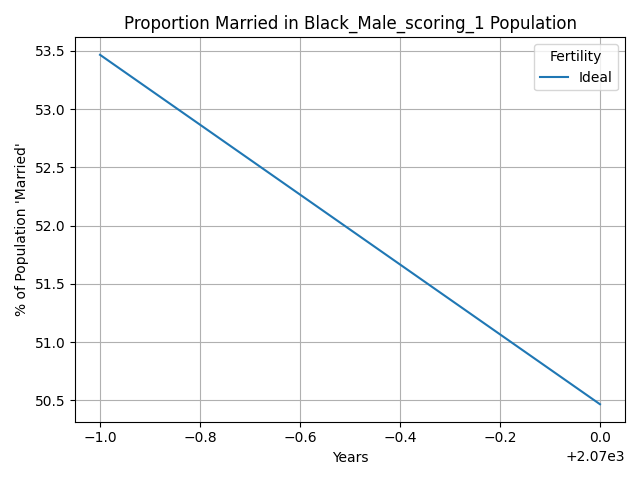 Proportion Married in Black_Male_scoring_1 Population
% of Population 'Married'
53.5
53.0
52.5
52.0
51.5
51.0
50.5
Fertility
Ideal
−1.0 −0.8 −0.6 −0.4 −0.2 0.0
+2.07e3
Years